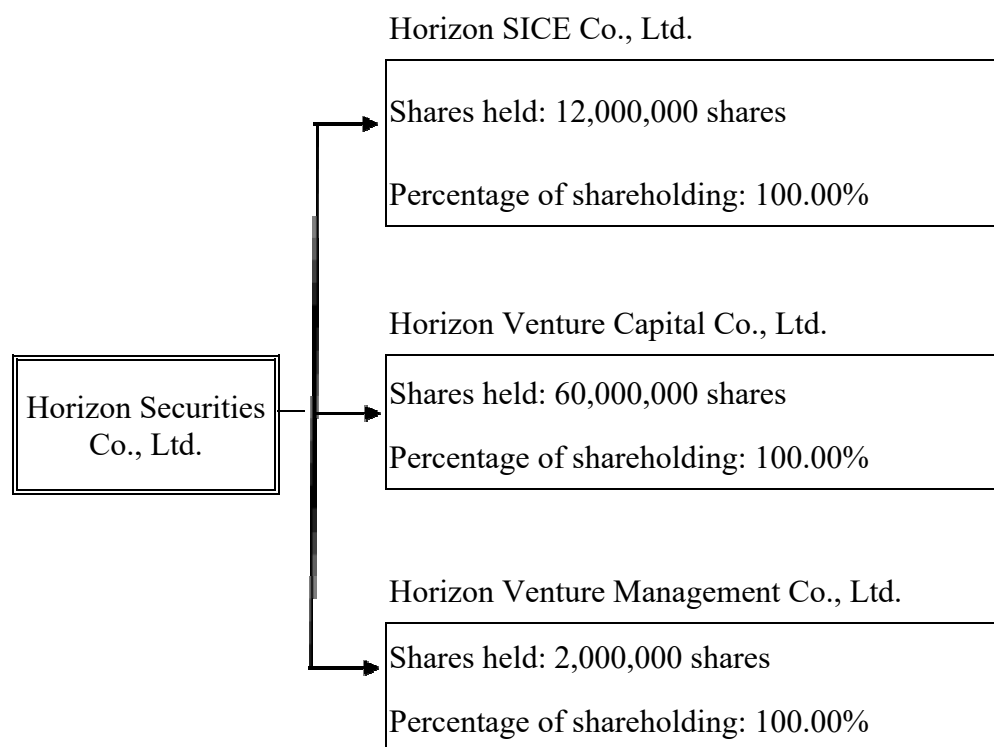 Horizon SICE Co., Ltd.
Shares held: 12,000,000 shares
Percentage of shareholding: 100.00%
Horizon Venture Capital Co., Ltd.
Horizon Securities
Co., Ltd.
Shares held: 60,000,000 shares
Percentage of shareholding: 100.00%
Horizon Venture Management Co., Ltd.
Shares held: 2,000,000 shares
Percentage of shareholding: 100.00%